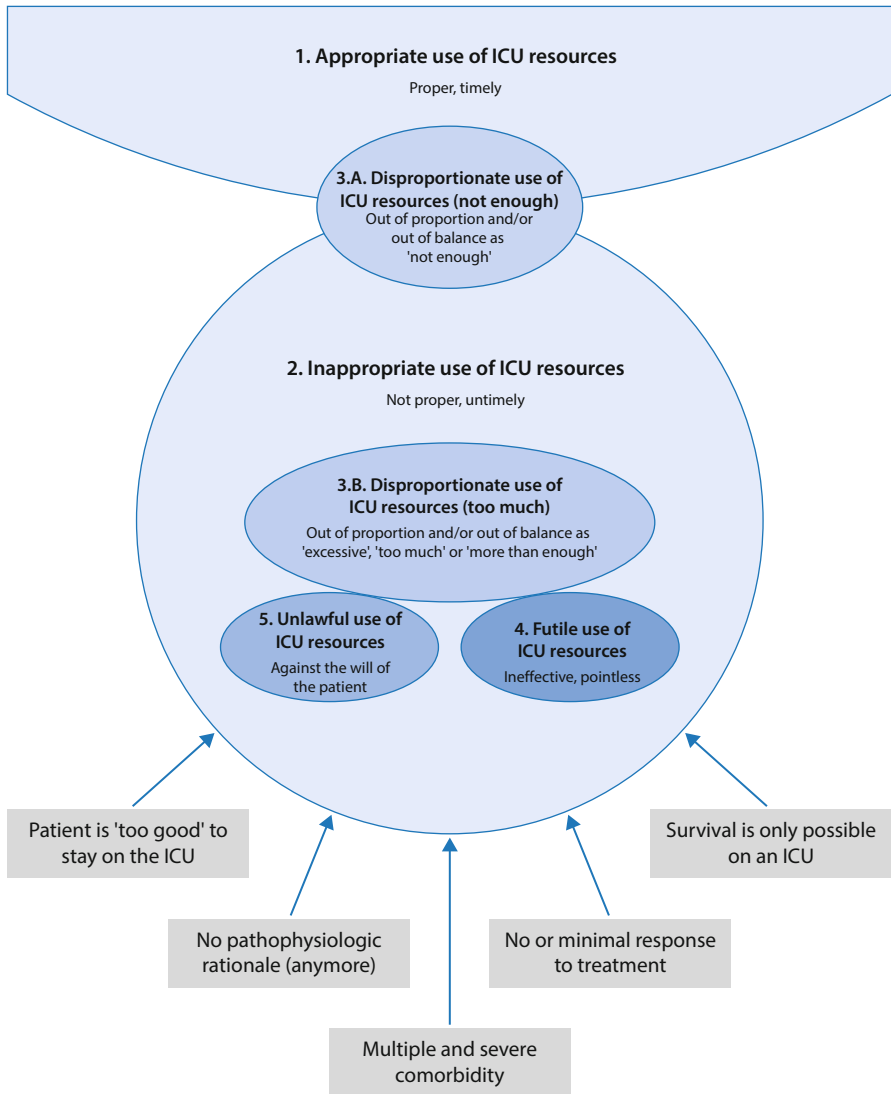 1. Appropriate use of ICU resources
Proper, timely
3.A. Disproportionate use of
ICU resources (not enough)
Out of proportion and/or
out of balance as
'not enough'
2. Inappropriate use of ICU resources
Not proper, untimely
3.B. Disproportionate use of
ICU resources (too much)
Out of proportion and/or out of balance as
'excessive', 'too much' or 'more than enough'
5. Unlawful use of
ICU resources
Against the will of
the patient
4. Futile use of
ICU resources
Ineffective, pointless
Patient is 'too good' to
stay on the ICU
Survival is only possible
on an ICU
No pathophysiologic
rationale (anymore)
No or minimal response
to treatment
Multiple and severe
comorbidity